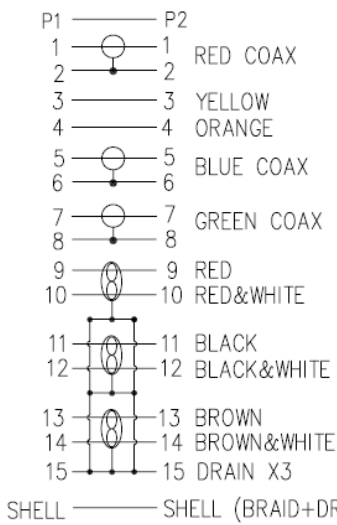 P1 P2
1 1 RED COAX
2 2
3 3 YELLOW
4 4 ORANGE
5 5 BLUE COAX
6 6
7 7 GREEN COAX
8 8
9 9 RED
10 10 RED&WHITE
11 11 BLACK
12 12 BLACK&WHITE
13 13 BROWN
14 14 BROWN&WHITE
15 15 DRAIN X3
SHELL SHELL (BRAID+DR